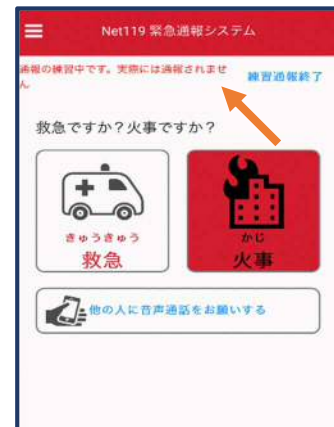 Net119 緊急通報システム
通報の練習中です。実際には通報されませ
ん
練習通報終了
救急ですか？火事ですか？
きゅうきゅう
救急
かじ
火事
他の人に音声通話をお願いする